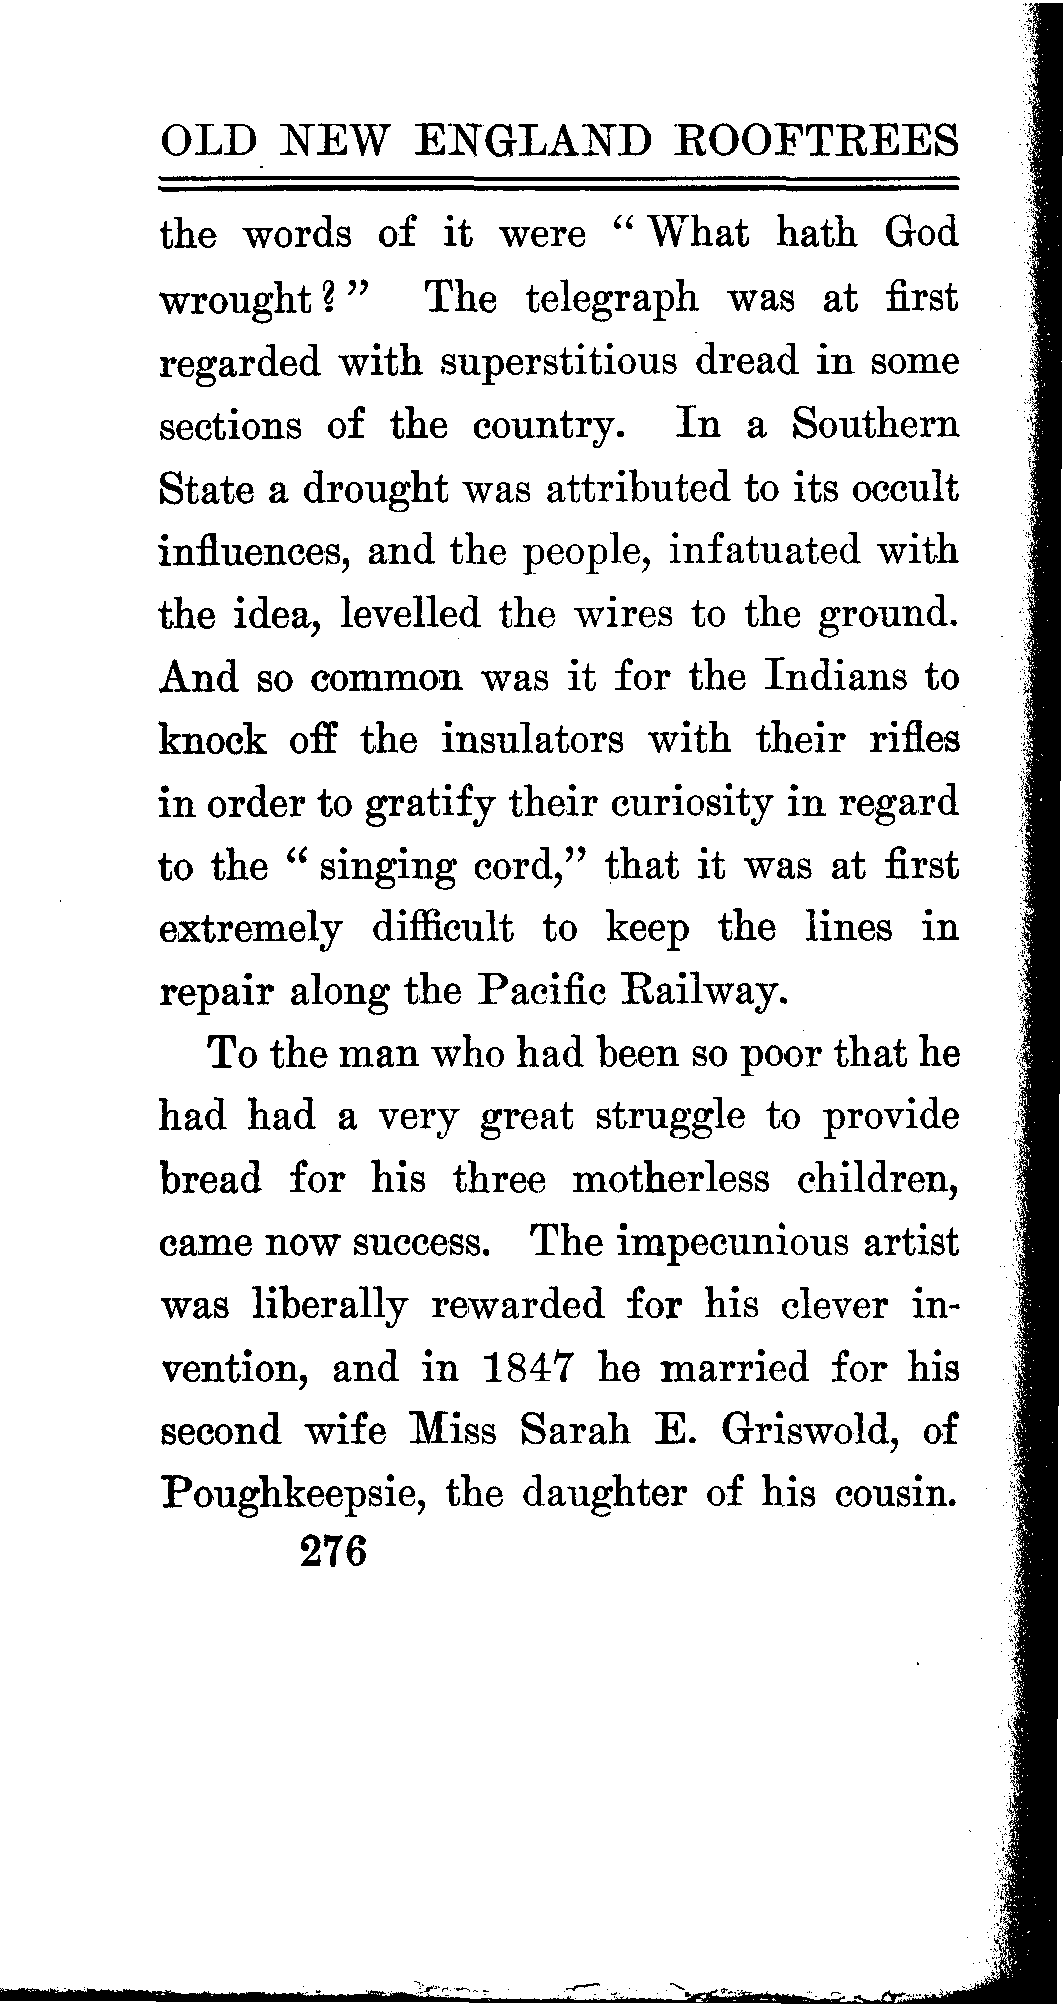 OLD NEW ENGLAND ROOFTREES
the words of it were “ What hath God
wrought ? ” The telegraph was at first
regarded with superstitious dread in some
sections of the country. In a Southern
State a drought was attributed to its occult
influences, and the people, infatuated with
the idea, levelled the wires to the ground.
And so common was it for the Indians to
knock off the insulators with their rifles
in order to gratify their curiosity in regard
to the “ singing cord,” that it was at first
extremely difficult to keep the lines in
repair along the Pacific Railway.
To the man who had been so poor that he
had had a very great struggle to provide
bread for his three motherless children,
came now success. The impecunious artist
was liberally rewarded for his clever in-
vention, and in 1847 he married for his
second wife Miss Sarah E. Griswold, of
Poughkeepsie, the daughter of his cousin.
276